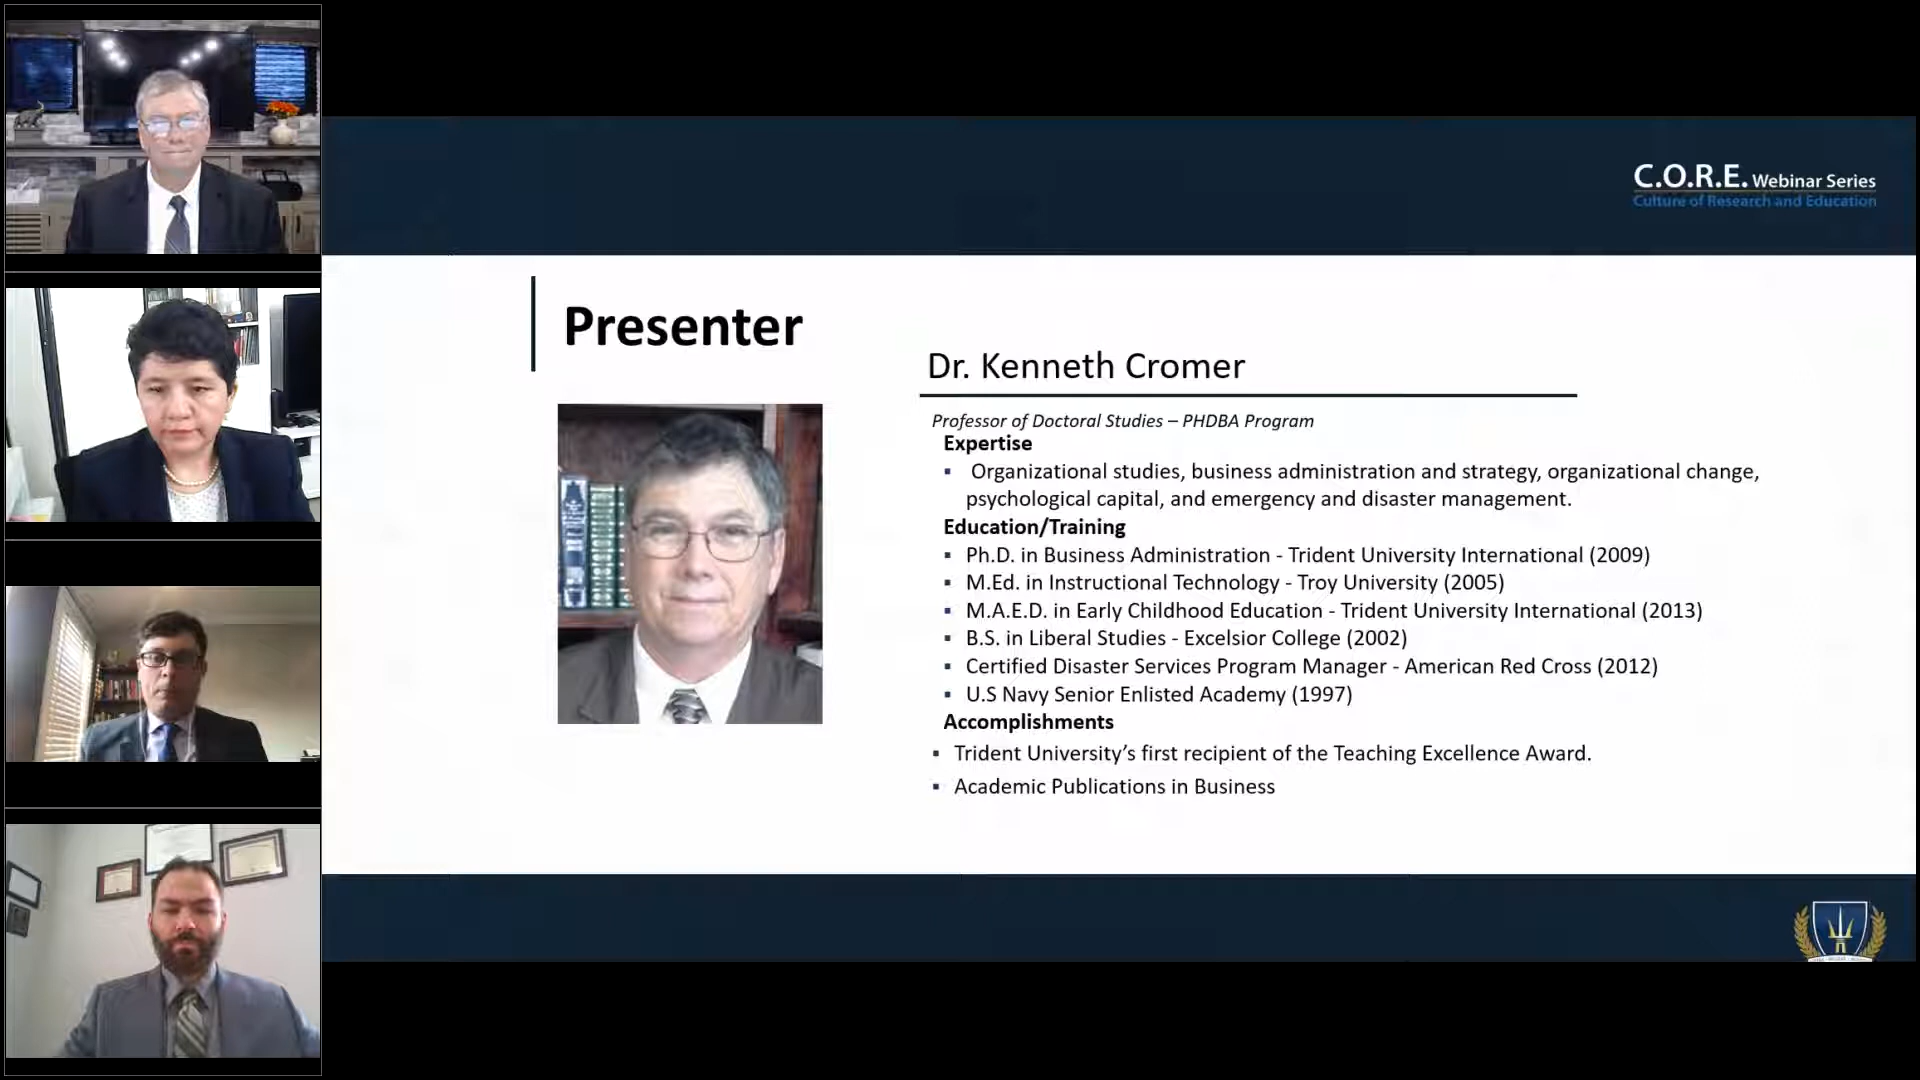 C.O.R.E. Webinar Series
Culture of Research and Education
Presenter
Dr. Kenneth Cromer
Professor of Doctoral Studies – PHDBA Program
Expertise
▪ Organizational studies, business administration and strategy, organizational change,
psychological capital, and emergency and disaster management.
Education/Training
▪ Ph.D. in Business Administration - Trident University International (2009)
▪ M.Ed. in Instructional Technology - Troy University (2005)
▪ M.A.E.D. in Early Childhood Education - Trident University International (2013)
▪ B.S. in Liberal Studies - Excelsior College (2002)
▪ Certified Disaster Services Program Manager - American Red Cross (2012)
▪ U.S Navy Senior Enlisted Academy (1997)
Accomplishments
▪ Trident University’s first recipient of the Teaching Excellence Award.
▪ Academic Publications in Business